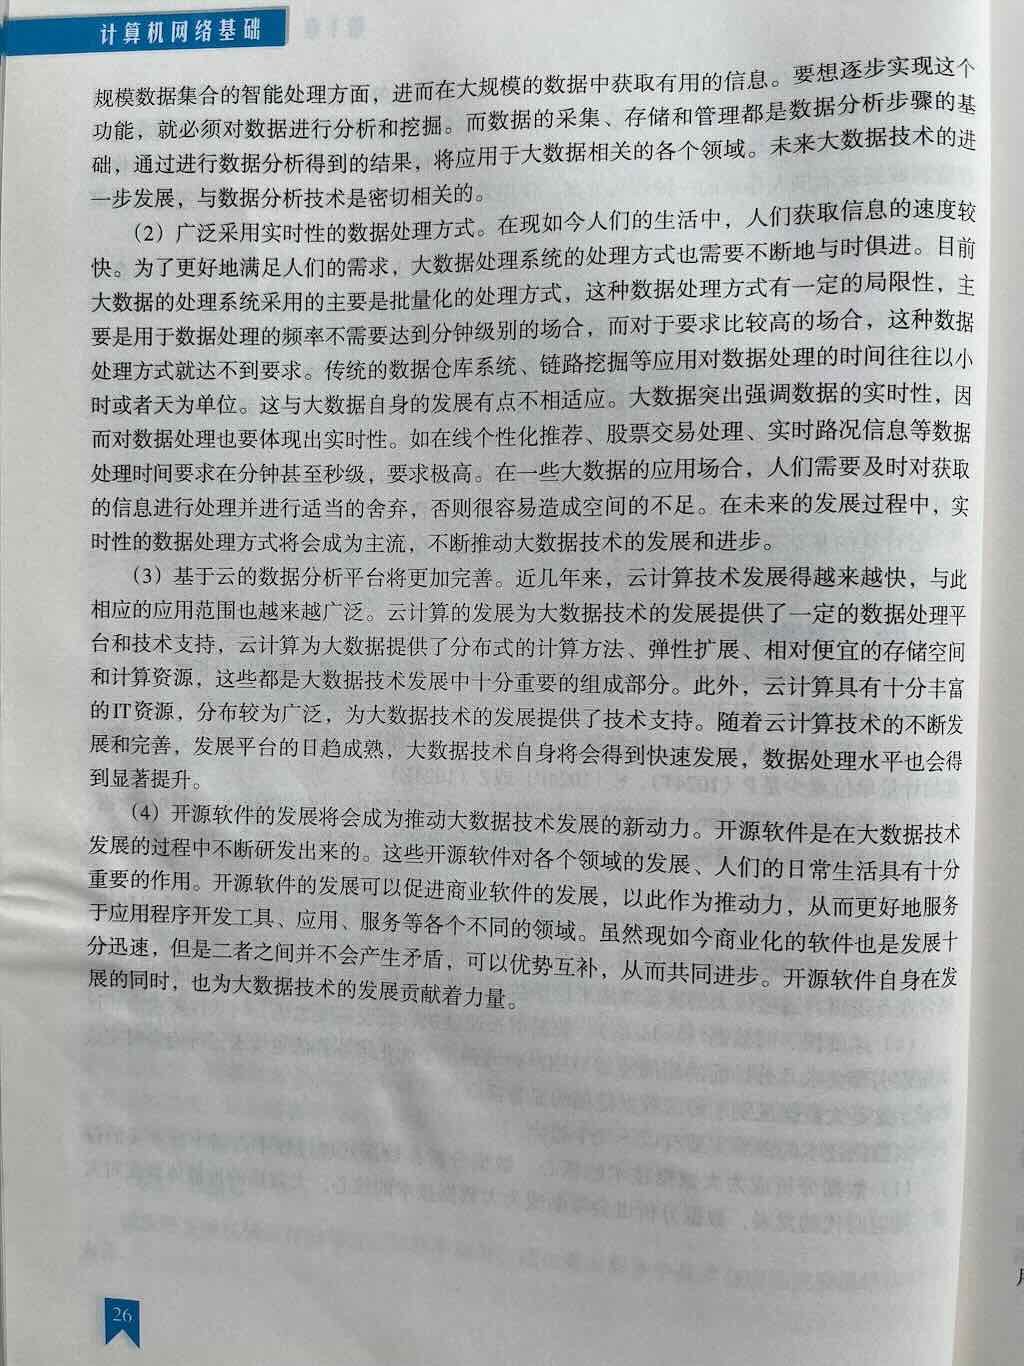 计算机网络基础
规模数据集合的智能处理方面，进而在大规模的数据中获取有用的信息。要想逐步实现这个
功能，就必须对数据进行分析和挖掘。而数据的采集、存储和管理都是数据分析步骤的基
础，通过进行数据分析得到的结果，将应用于大数据相关的各个领域。未来大数据技术的进
一步发展，与数据分析技术是密切相关的。
（2）广泛采用实时性的数据处理方式。在现如今人们的生活中，人们获取信息的速度较
快。为了更好地满足人们的需求，大数据处理系统的处理方式也需要不断地与时俱进。目前
大数据的处理系统采用的主要是批量化的处理方式，这种数据处理方式有一定的局限性，主
要是用于数据处理的频率不需要达到分钟级别的场合，而对于要求比较高的场合，这种数据
处理方式就达不到要求。传统的数据仓库系统、链路挖掘等应用对数据处理的时间往往以小
时或者天为单位。这与大数据自身的发展有点不相适应。大数据突出强调数据的实时性，因
而对数据处理也要体现出实时性。如在线个性化推荐、股票交易处理、实时路况信息等数据
处理时间要求在分钟甚至秒级，要求极高。在一些大数据的应用场合，人们需要及时对获取
的信息进行处理并进行适当的舍弃，否则很容易造成空间的不足。在未来的发展过程中，实
时性的数据处理方式将会成为主流，不断推动大数据技术的发展和进步。
（3）基于云的数据分析平台将更加完善。近几年来，云计算技术发展得越来越快，与此
相应的应用范围也越来越广泛。云计算的发展为大数据技术的发展提供了一定的数据处理平
台和技术支持，云计算为大数据提供了分布式的计算方法、弹性扩展、相对便宜的存储空间
和计算资源，这些都是大数据技术发展中十分重要的组成部分。此外，云计算具有十分丰富
的IT资源，分布较为广泛，为大数据技术的发展提供了技术支持。随着云计算技术的不断发
展和完善，发展平台的日趋成熟，大数据技术自身将会得到快速发展，数据处理水平也会得
到显著提升。
（4）开源软件的发展将会成为推动大数据技术发展的新动力。开源软件是在大数据技术
发展的过程中不断研发出来的。这些开源软件对各个领域的发展、人们的日常生活具有十分
重要的作用。开源软件的发展可以促进商业软件的发展，以此作为推动力，从而更好地服务
于应用程序开发工具、应用、服务等各个不同的领域。虽然现如今商业化的软件也是发展十
分迅速，但是二者之间并不会产生矛盾，可以优势互补，从而共同进步。开源软件自身在发
展的同时，也为大数据技术的发展贡献着力量。
26